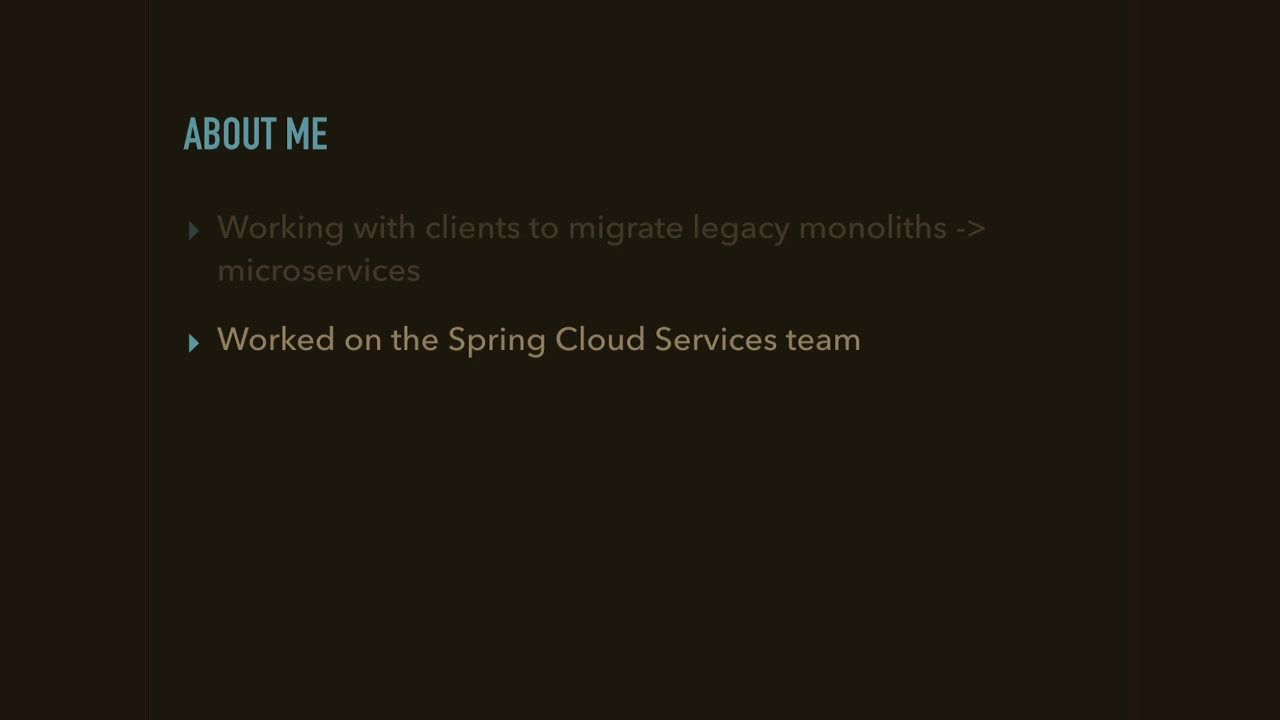 ABOUT ME
Working with clients to migrate legacy monoliths ->
microservices
Worked on the Spring Cloud Services team